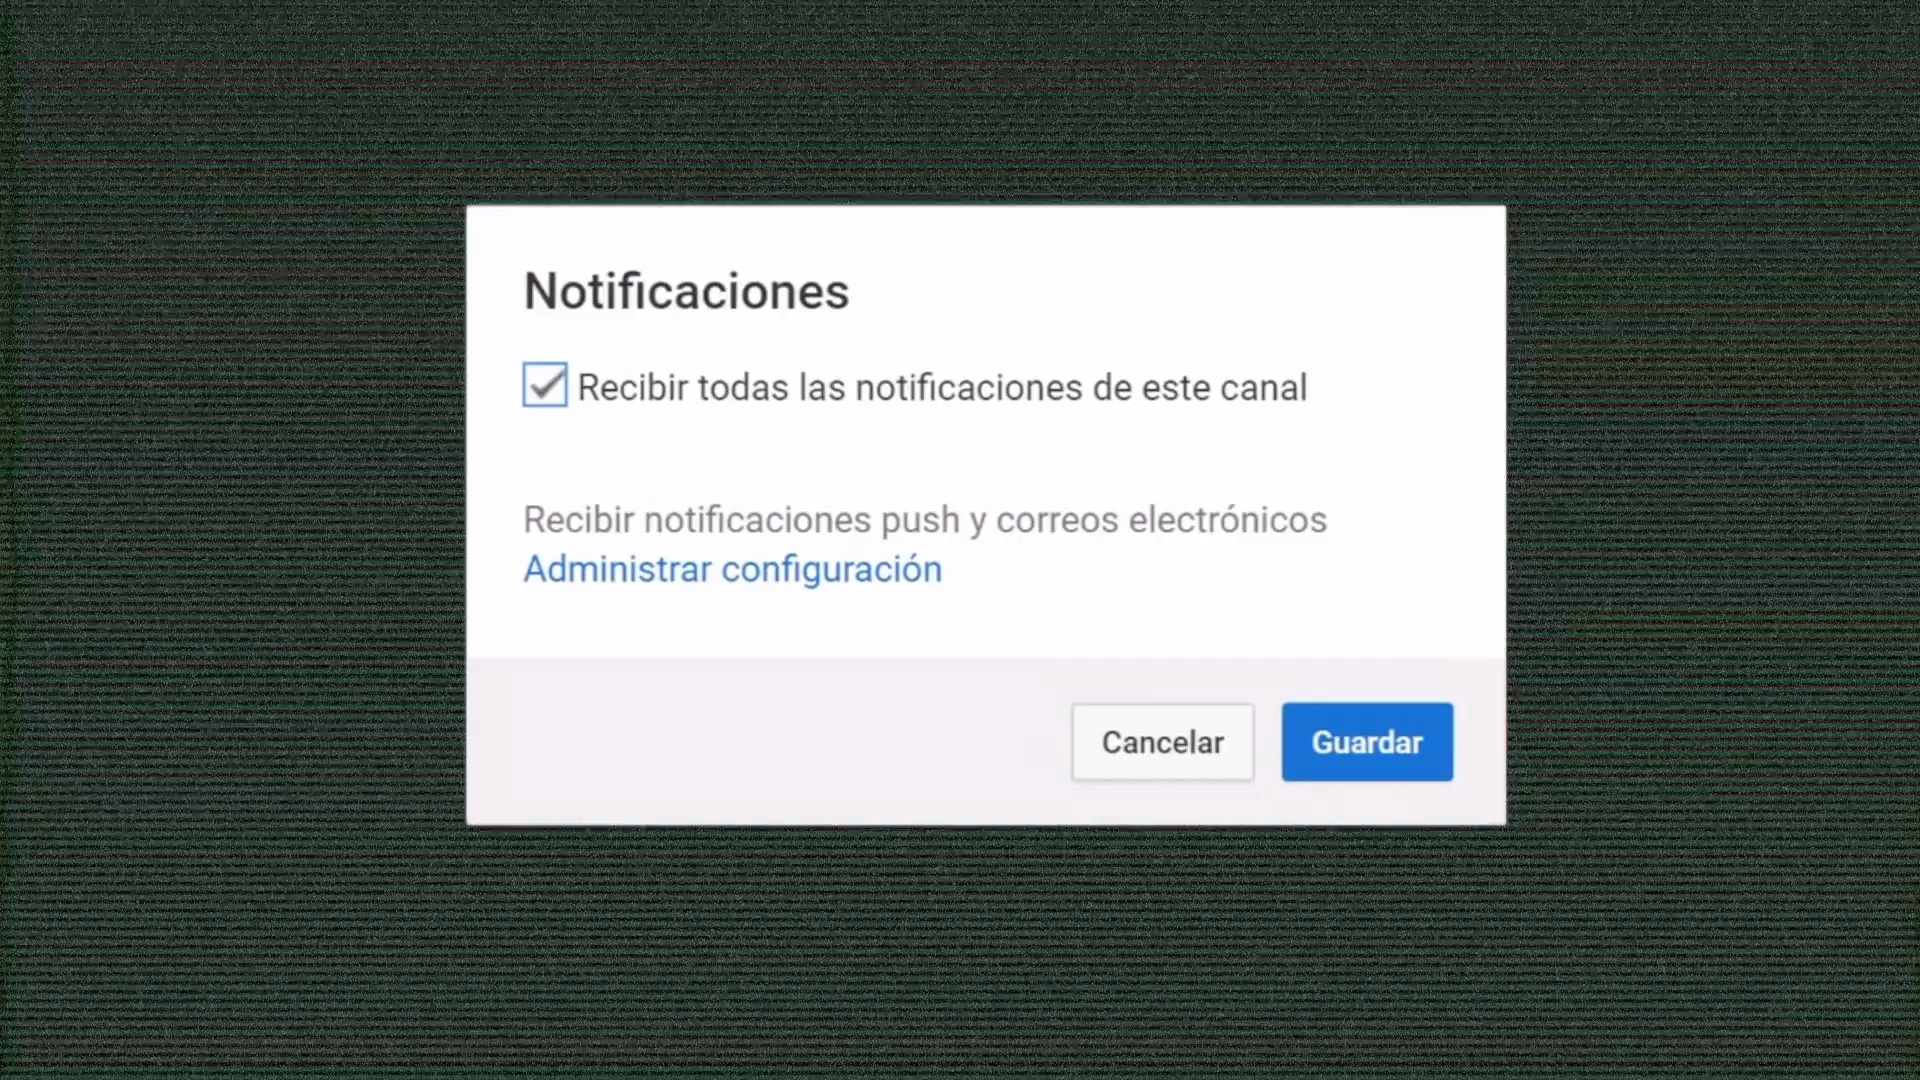 Notificaciones
Recibir todas las notificaciones de este canal
Recibir notificaciones push y correos electrónicos
Administrar configuración
Cancelar
Guardar